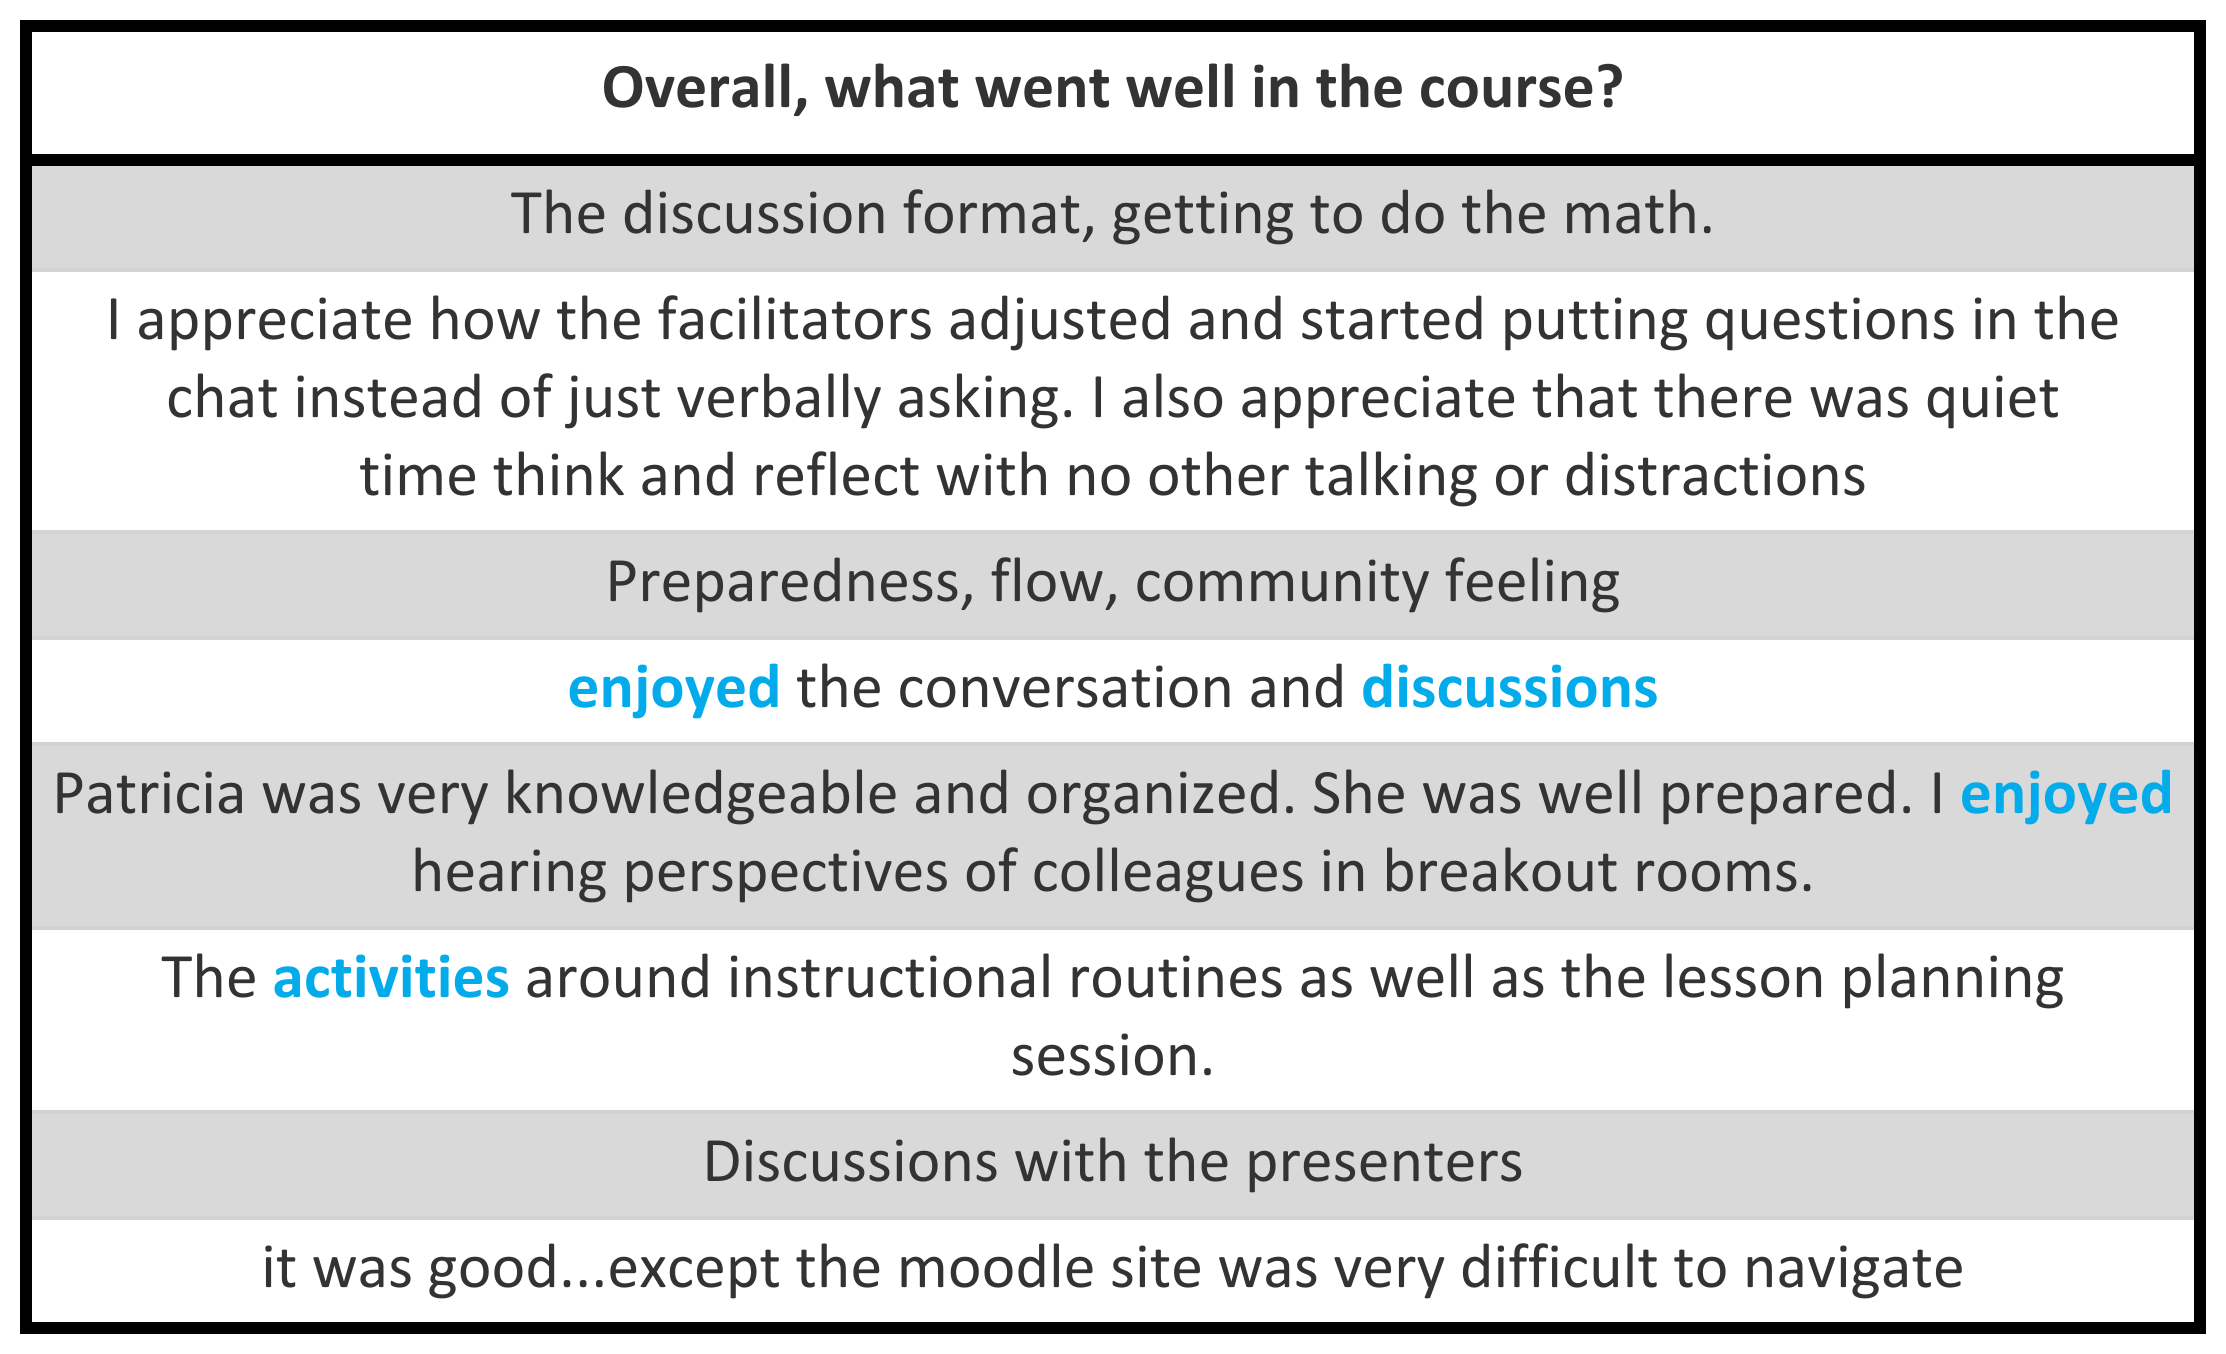 Overall, what went well in the course?
The discussion format, getting to do the math.
I appreciate how the facilitators adjusted and started putting questions in the
chat instead of just verbally asking. I also appreciate that there was quiet
time think and reflect with no other talking or distractions
Preparedness, flow, community feeling
enjoyed the conversation and discussions
Patricia was very knowledgeable and organized. She was well prepared. I enjoyed
hearing perspectives of colleagues in breakout rooms.
The activities around instructional routines as well as the lesson planning
session.
Discussions with the presenters
it was good...except the moodle site was very difficult to navigate